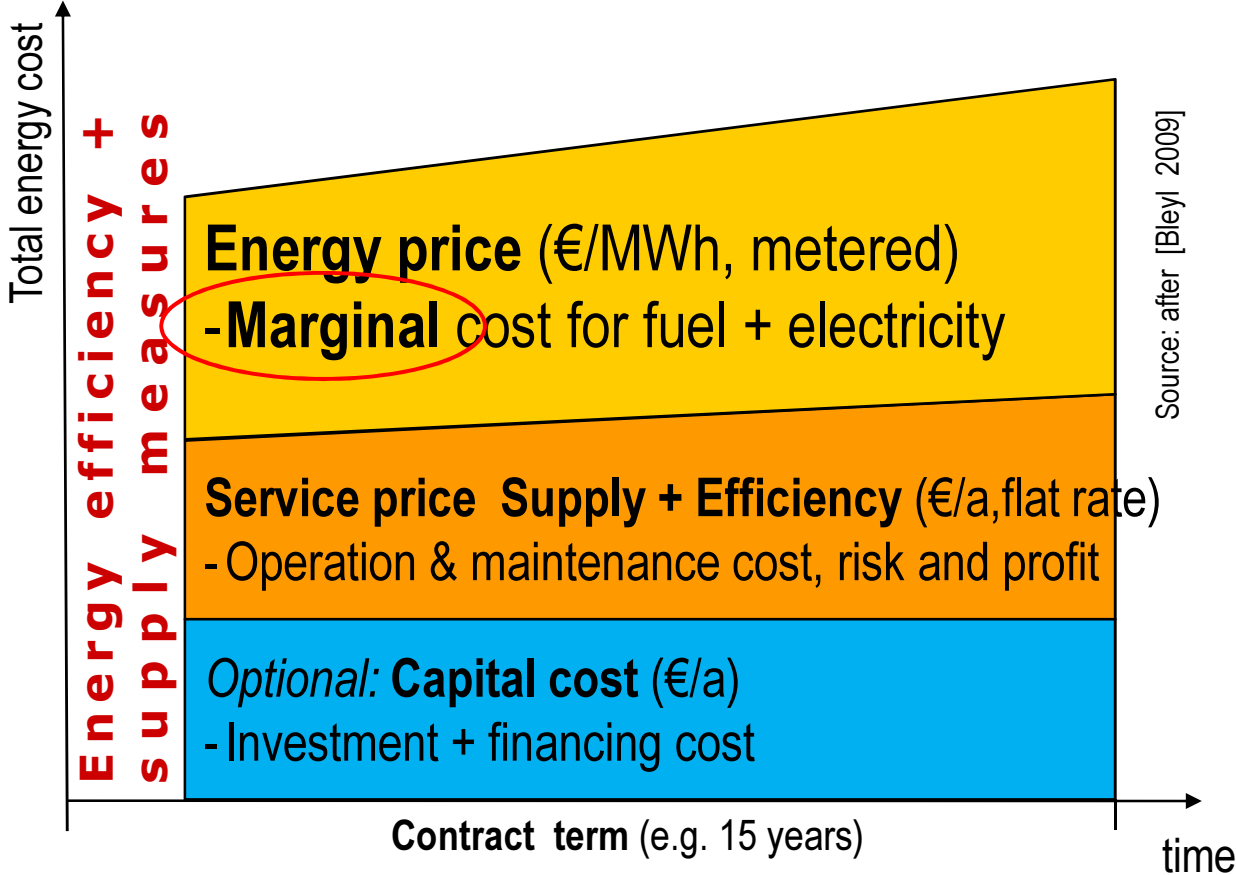 Total energy cost
Energy efficiency +
supply measures
Energy price (€/MWh, metered)
- Marginal cost for fuel + electricity
Service price Supply + Efficiency (€/a,flat rate)
- Operation & maintenance cost, risk and profit
Optional: Capital cost (€/a)
- Investment + financing cost
Source: after [Bleyl 2009]
Contract term (e.g. 15 years)
time